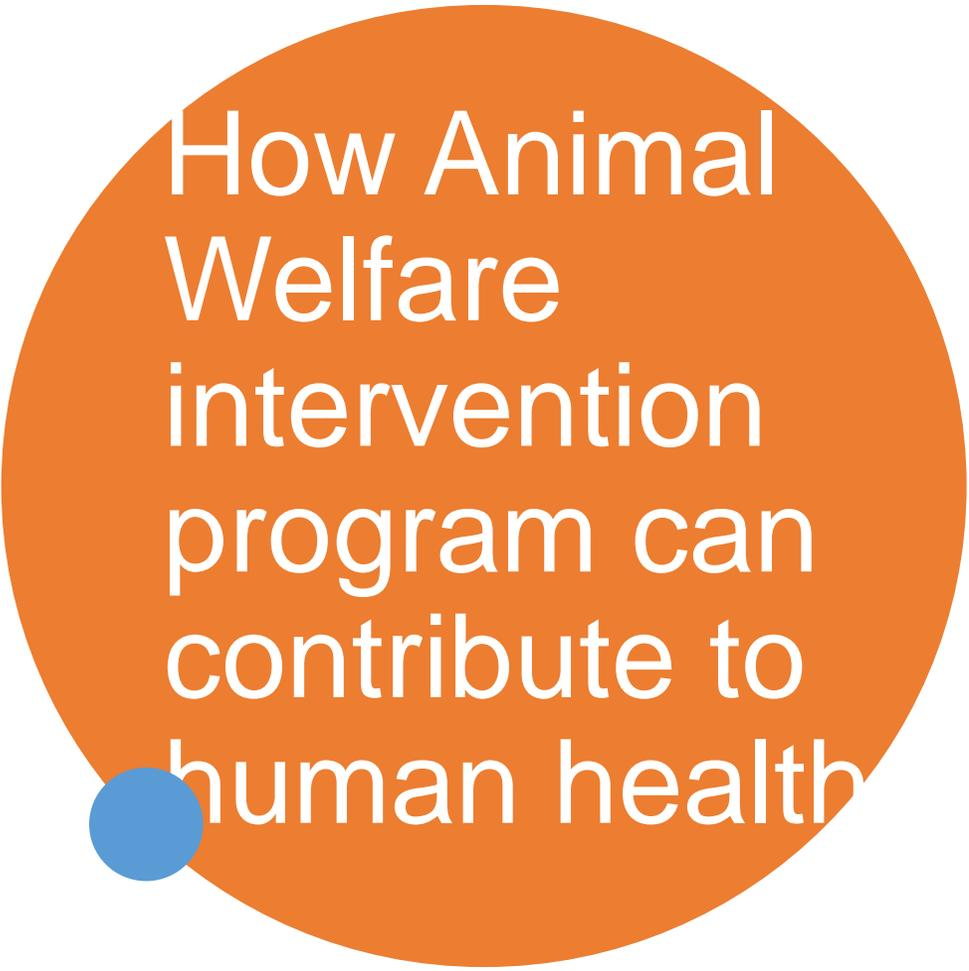 How Animal
Welfare
intervention
program can
contribute to
human health